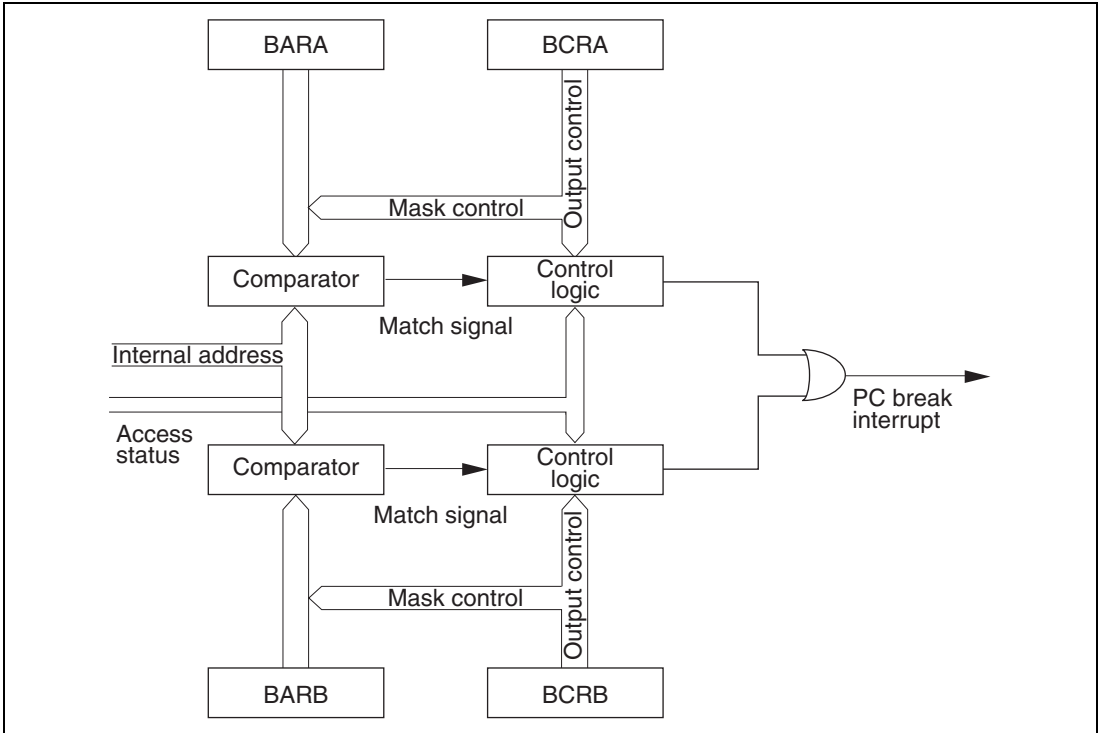 BARA
BCRA
Output control
Mask control
Comparator
Control
logic
Match signal
Internal address
Access
status
PC break
interrupt
Comparator
Control
logic
Match signal
Mask control
Output control
BARB
BCRB